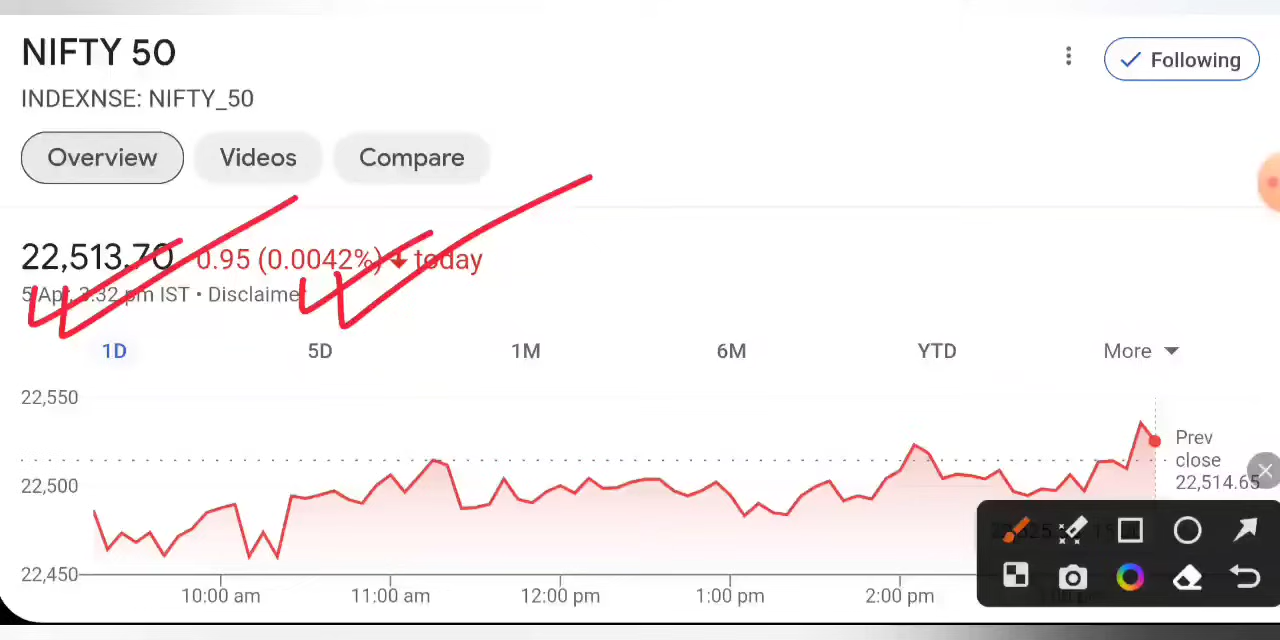 NIFTY 50
Following
INDEXNSE: NIFTY_50
Overview Videos Compare
22,513.70 0.95 (0.0042%) today
5 Apr, 3:32 pm IST • Disclaimer
1D 5D 1M 6M YTD More
22,550
Prev
close
22,514.65
22,500
22,450
10:00 am 11:00 am 12:00 pm 1:00 pm 2:00 pm